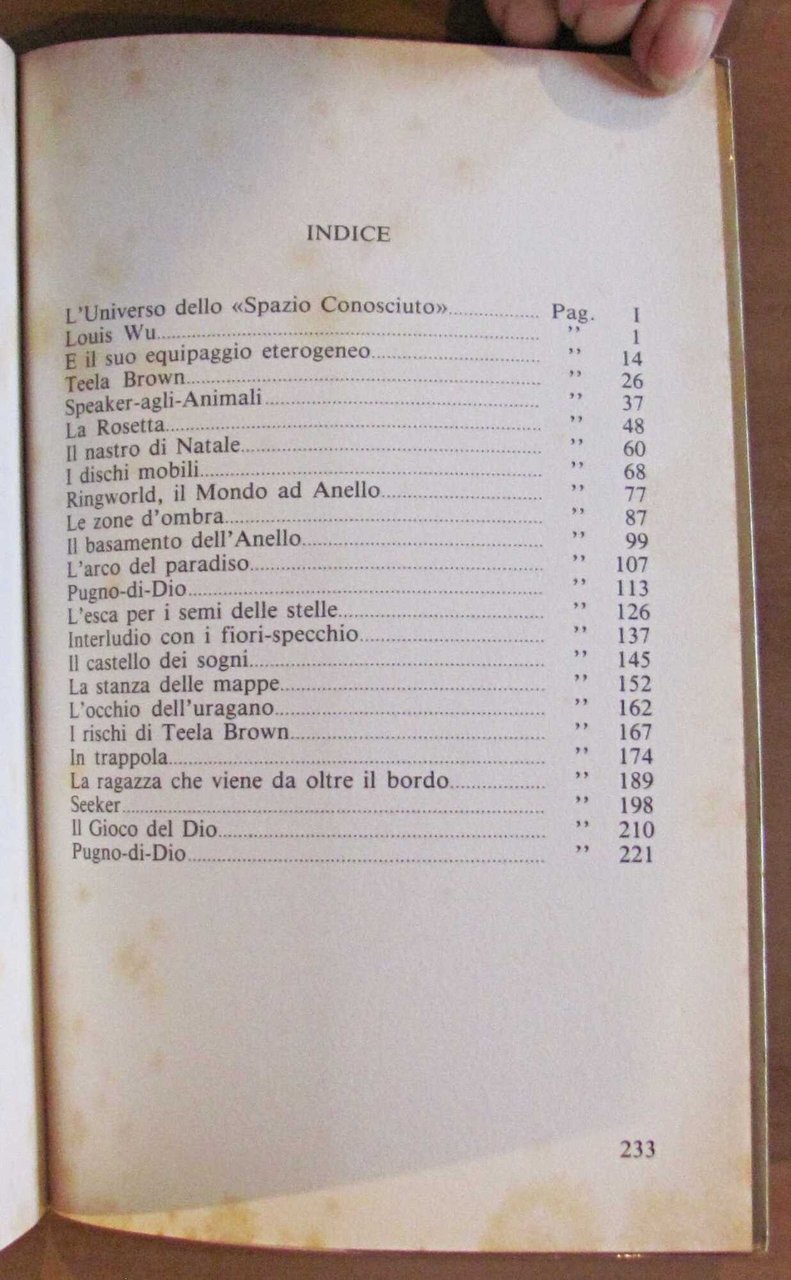 INDICE
L'Universo dello «Spazio Conosciuto»................. Pag. I
Louis Wu................. " 1
E il suo equipaggio eterogeneo................. " 14
Teela Brown................. " 26
Speaker-agli-Animali................. " 37
La Rosetta................. " 48
Il nastro di Natale................. " 60
I dischi mobili................. " 68
Ringworld, il Mondo ad Anello................. " 77
Le zone d'ombra................. " 87
Il basamento dell'Anello................. " 99
L'arco del paradiso................. " 107
Pugno-di-Dio................. " 113
L'esca per i semi delle stelle................. " 126
Interludio con i fiori-specchio................. " 137
Il castello dei sogni................. " 145
La stanza delle mappe................. " 152
L'occhio dell'uragano................. " 162
I rischi di Teela Brown................. " 167
In trappola................. " 174
La ragazza che viene da oltre il bordo................. " 189
Seeker................. " 198
Il Gioco del Dio................. " 210
Pugno-di-Dio................. " 221
233